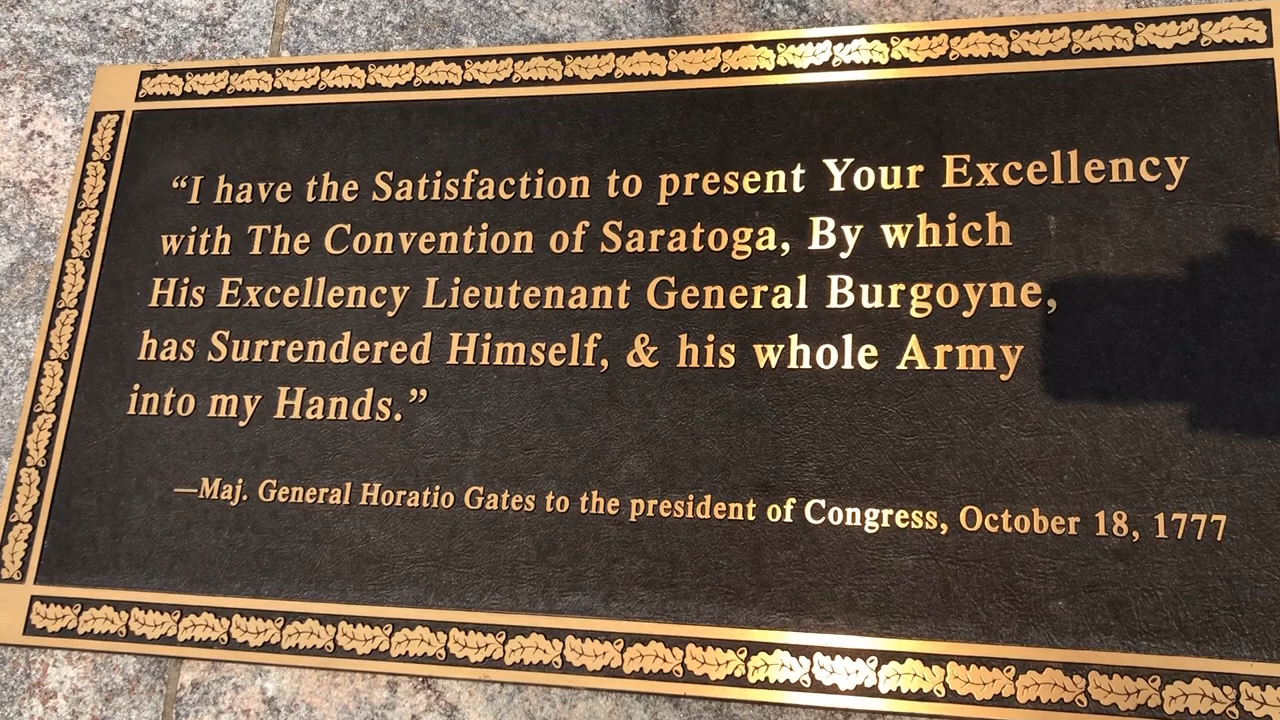 “I have the Satisfaction to present Your Excellency
with The Convention of Saratoga, By which
His Excellency Lieutenant General Burgoyne,
has Surrendered Himself, & his whole Army
into my Hands.”
—Maj. General Horatio Gates to the president of Congress, October 18, 1777